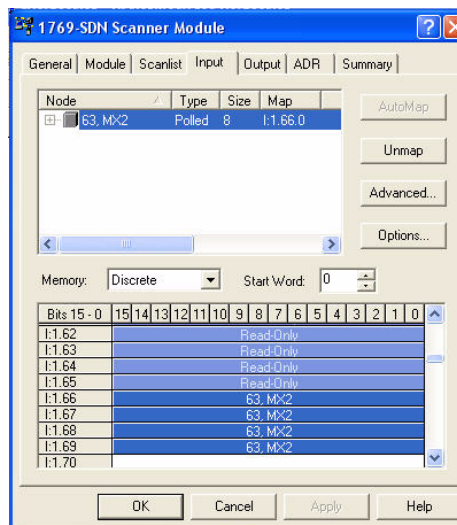 1769-SDN Scanner Module
General Module Scanlist Input Output ADR Summary
Node Type Size Map
63, MX2 Polled 8 I:1.66.0
AutoMap
Unmap
Advanced...
Options...
Memory: Discrete Start Word: 0
Bits 15 - 0 15 14 13 12 11 10 9 8 7 6 5 4 3 2 1 0
I:1.62 Read-Only
I:1.63 Read-Only
I:1.64 Read-Only
I:1.65 Read-Only
I:1.66 63, MX2
I:1.67 63, MX2
I:1.68 63, MX2
I:1.69 63, MX2
I:1.70
OK Cancel Apply Help